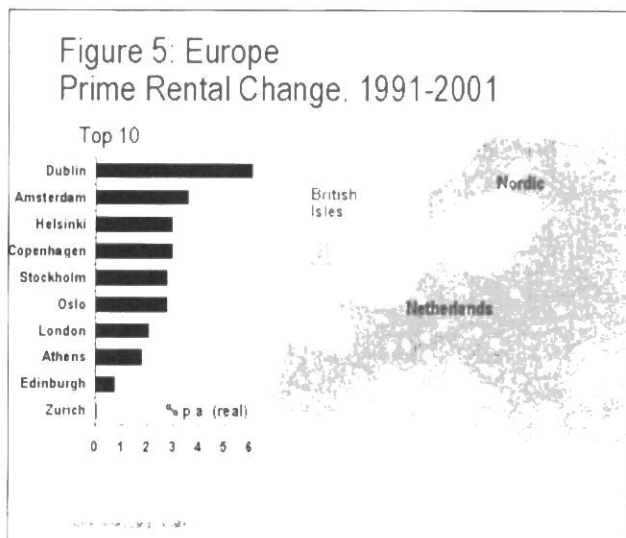 Figure 5: Europe
Prime Rental Change, 1991-2001
Top 10
Dublin
Amsterdam
Helsinki
Copenhagen
Stockholm
Oslo
London
Athens
Edinburgh
Zurich
% p.a. (real)
0 1 2 3 4 5 6
British
Isles
Nordic
Netherlands